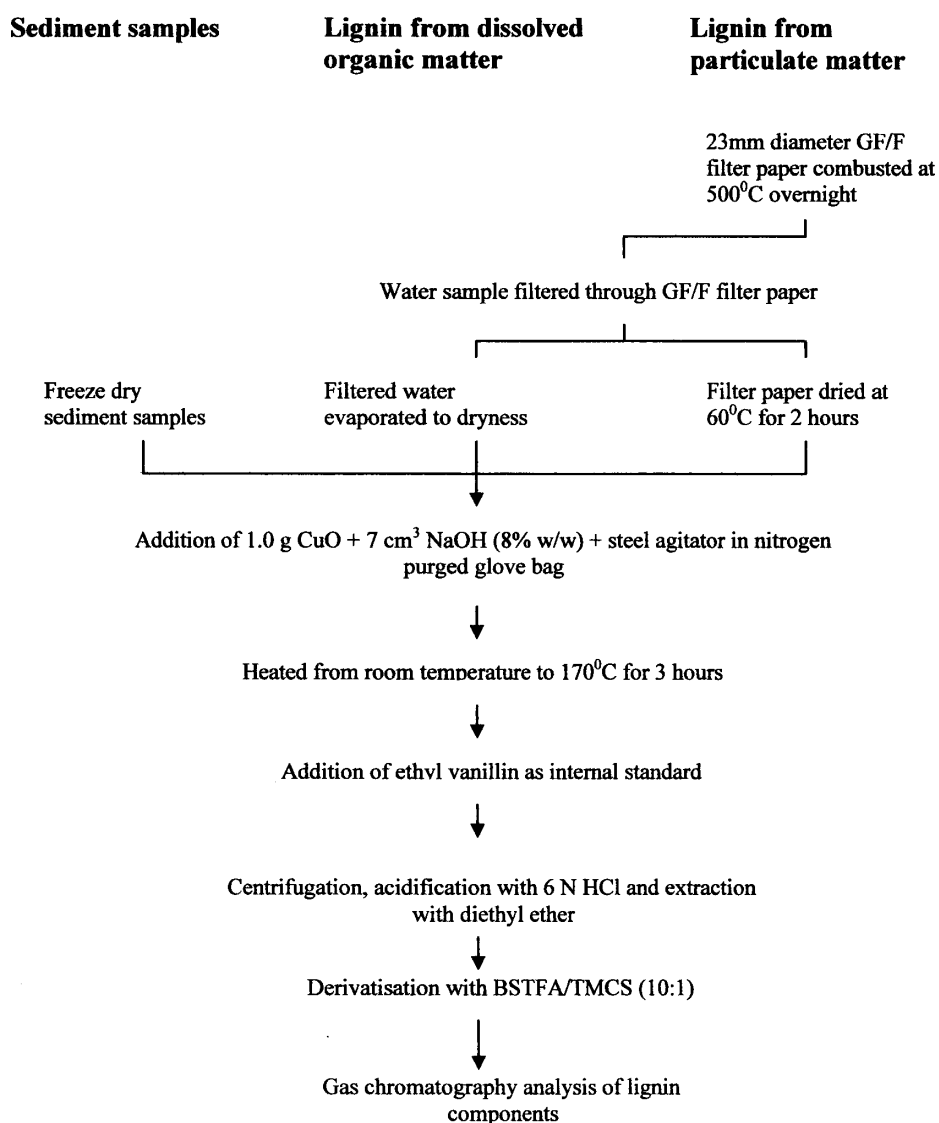 Sediment samples
Lignin from dissolved
organic matter
Lignin from
particulate matter
23mm diameter GF/F
filter paper combusted at
500⁰C overnight
Water sample filtered through GF/F filter paper
Freeze dry
sediment samples
Filtered water
evaporated to dryness
Filter paper dried at
60⁰C for 2 hours
Addition of 1.0 g CuO + 7 cm³ NaOH (8% w/w) + steel agitator in nitrogen
purged glove bag
Heated from room temperature to 170⁰C for 3 hours
Addition of ethyl vanillin as internal standard
Centrifugation, acidification with 6 N HCl and extraction
with diethyl ether
Derivatisation with BSTFA/TMCS (10:1)
Gas chromatography analysis of lignin
components